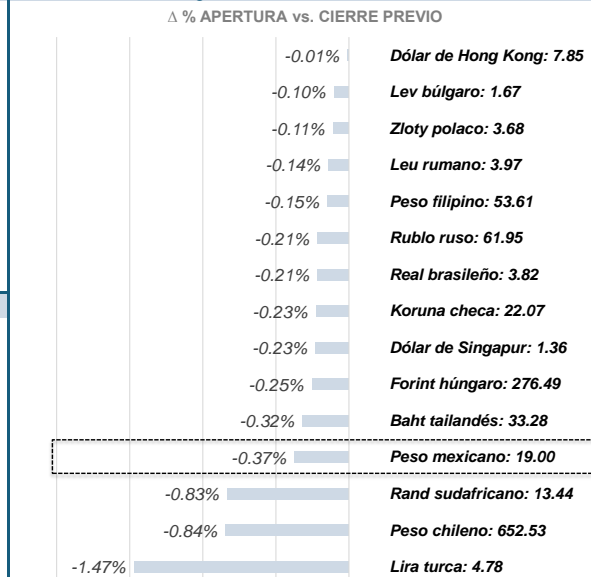 Δ % APERTURA vs. CIERRE PREVIO
-0.01% Dólar de Hong Kong: 7.85
-0.10% Lev búlgaro: 1.67
-0.11% Zloty polaco: 3.68
-0.14% Leu rumano: 3.97
-0.15% Peso filipino: 53.61
-0.21% Rublo ruso: 61.95
-0.21% Real brasileño: 3.82
-0.23% Koruna checa: 22.07
-0.23% Dólar de Singapur: 1.36
-0.25% Forint húngaro: 276.49
-0.32% Baht tailandés: 33.28
-0.37% Peso mexicano: 19.00
-0.83% Rand sudafricano: 13.44
-0.84% Peso chileno: 652.53
-1.47% Lira turca: 4.78